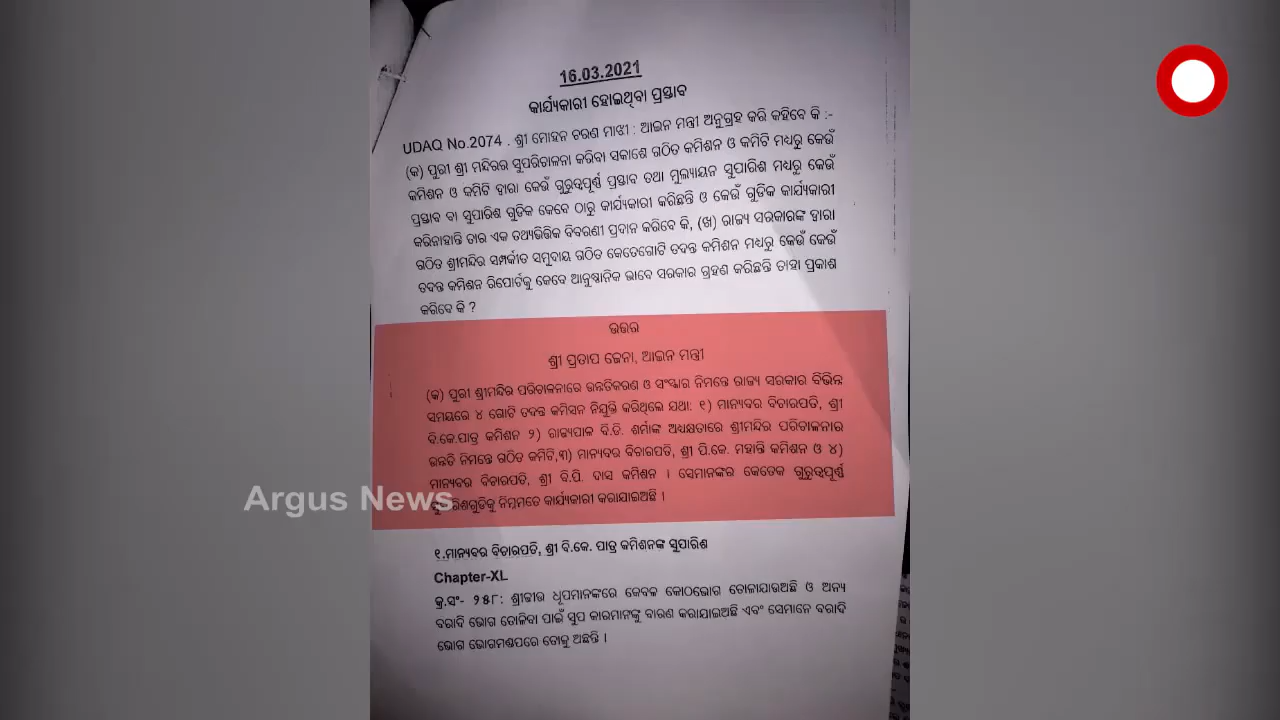 16.03.2021
କାର୍ଯ୍ୟକାରୀ ହୋଇଥିବା ପ୍ରସ୍ତାବ
UDAQ No.2074 . ଶ୍ରୀ ମୋହନ ଚରଣ ମାଝୀ : ଆଇନ ମନ୍ତ୍ରୀ ଅନୁଗ୍ରହ କରି କହିବେ କି :-
(କ) ପୁରୀ ଶ୍ରୀ ମନ୍ଦିରର ସୁପରିଚାଳନା କରିବା ସକାଶେ ଗଠିତ କମିଶନ ଓ କମିଟି ମଧ୍ୟରୁ କେଉଁ
କମିଶନ ଓ କମିଟି ଦ୍ୱାରା କେଉଁ ଗୁରୁତ୍ୱପୂର୍ଣ୍ଣ ପ୍ରସ୍ତାବ ତଥା ମୁଲ୍ୟାୟନ ସୁପାରିଶ ମଧ୍ୟରୁ କେଉଁ
ପ୍ରସ୍ତାବ ବା ସୁପାରିଶ ଗୁଡିକ କେବେ ଠାରୁ କାର୍ଯ୍ୟକାରୀ କରିଛନ୍ତି ଓ କେଉଁ ଗୁଡିକ କାର୍ଯ୍ୟକାରୀ
କରିନାହାନ୍ତି ତାର ଏକ ତଥ୍ୟଭିତ୍ତିକ ବିବରଣୀ ପ୍ରଦାନ କରିବେ କି, (ଖ) ରାଜ୍ୟ ସରକାରଙ୍କ ଦ୍ୱାରା
ଗଠିତ ଶ୍ରୀମନ୍ଦିର ସମ୍ପର୍କୀତ ସମୁଦାୟ ଗଠିତ କେତେଗୋଟି ତଦନ୍ତ କମିଶନ ମଧ୍ୟରୁ କେଉଁ କେଉଁ
ତଦନ୍ତ କମିଶନ ରିପୋର୍ଟକୁ କେବେ ଆନୁଷ୍ଠାନିକ ଭାବେ ସରକାର ଗ୍ରହଣ କରିଛନ୍ତି ତାହା ପ୍ରକାଶ
କରିବେ କି ?
ଉତ୍ତର
ଶ୍ରୀ ପ୍ରତାପ ଜେନା, ଆଇନ ମନ୍ତ୍ରୀ
(କ) ପୁରୀ ଶ୍ରୀମନ୍ଦିର ପରିଚାଳନାରେ ଉନ୍ନତିକରଣ ଓ ସଂସ୍କାର ନିମନ୍ତେ ରାଜ୍ୟ ସରକାର ବିଭିନ୍ନ
ସମୟରେ ୪ ଗୋଟି ତଦନ୍ତ କମିସନ ନିଯୁକ୍ତି କରିଥିଲେ ଯଥା: ୧) ମାନ୍ୟବର ବିଚାରପତି, ଶ୍ରୀ
ବି.କେ.ପାତ୍ର କମିଶନ ୨) ରାଜ୍ୟପାଳ ବି.ଡି. ଶର୍ମାଙ୍କ ଅଧ୍ୟକ୍ଷତାରେ ଶ୍ରୀମନ୍ଦିର ପରିଚାଳନାର
ଉନ୍ନତି ନିମନ୍ତେ ଗଠିତ କମିଟି,୩) ମାନ୍ୟବର ବିଚାରପତି, ଶ୍ରୀ ପି.କେ. ମହାନ୍ତି କମିଶନ ଓ ୪)
ମାନ୍ୟବର ବିଚାରପତି, ଶ୍ରୀ ବି.ପି. ଦାସ କମିଶନ । ସେମାନଙ୍କର କେତେକ ଗୁରୁତ୍ୱପୂର୍ଣ୍ଣ
ସୁପାରିଶଗୁଡିକୁ ନିମ୍ନମତେ କାର୍ଯ୍ୟକାରୀ କରାଯାଇଅଛି ।
Argus News
୧.ମାନ୍ୟବର ବିଚାରପତି, ଶ୍ରୀ ବି.କେ. ପାତ୍ର କମିଶନଙ୍କ ସୁପାରିଶ
Chapter-XL
କ୍ର.ସଂ- ୨୫୮: ଶ୍ରୀଜୀଉ ଧୂପମାନଙ୍କରେ କେବଳ କୋଠଭୋଗ ତୋଳାଯାଉଅଛି ଓ ଅନ୍ୟ
ବରାଦି ଭୋଗ ତୋଳିବା ପାଇଁ ସୁପ କାରମାନଙ୍କୁ ବାରଣ କରାଯାଇଅଛି ଏବଂ ସେମାନେ ବରାଦି
ଭୋଗ ଭୋଗମଣ୍ଡପରେ ତୋଳୁ ଅଛନ୍ତି ।